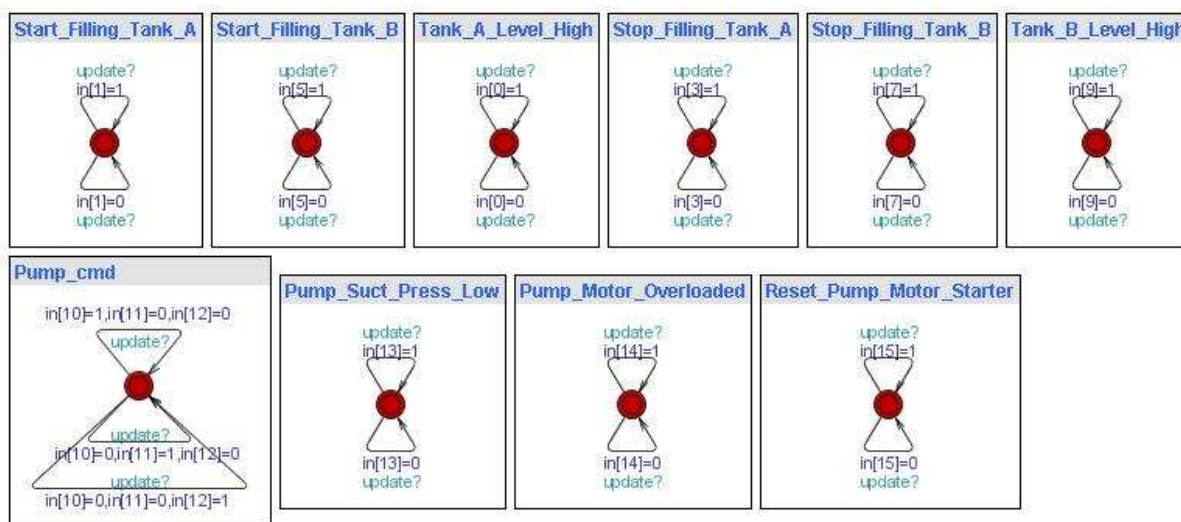 Start_Filling_Tank_A
update?
in[1]=1
in[1]=0
update?
Start_Filling_Tank_B
update?
in[5]=1
in[5]=0
update?
Tank_A_Level_High
update?
in[0]=1
in[0]=0
update?
Stop_Filling_Tank_A
update?
in[3]=1
in[3]=0
update?
Stop_Filling_Tank_B
update?
in[7]=1
in[7]=0
update?
Tank_B_Level_High
update?
in[9]=1
in[9]=0
update?
Pump_cmd
in[10]=1,in[11]=0,in[12]=0
update?
update?
in[10]=0,in[11]=1,in[12]=0
update?
in[10]=0,in[11]=0,in[12]=1
Pump_Suct_Press_Low
update?
in[13]=1
in[13]=0
update?
Pump_Motor_Overloaded
update?
in[14]=1
in[14]=0
update?
Reset_Pump_Motor_Starter
update?
in[15]=1
in[15]=0
update?